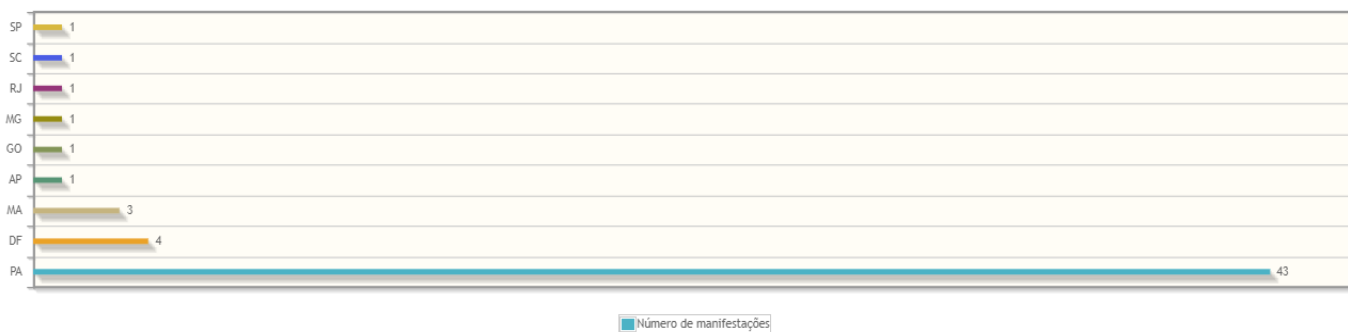 SP 1
SC 1
RJ 1
MG 1
GO 1
AP 1
MA 3
DF 4
PA 43
Número de manifestações